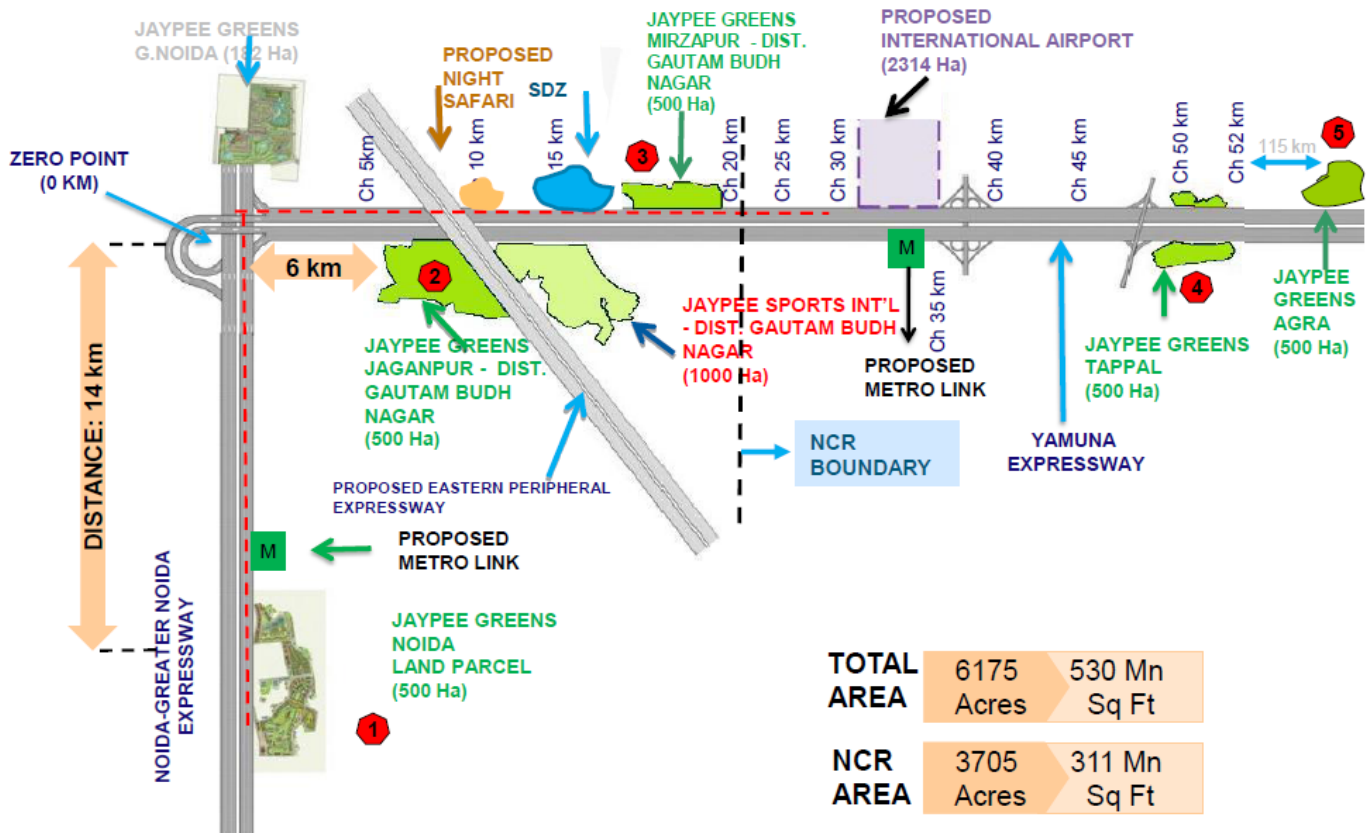 JAYPEE GREENS
G.NOIDA (182 Ha)
PROPOSED
NIGHT
SAFARI
SDZ
JAYPEE GREENS
MIRZAPUR - DIST.
GAUTAM BUDH
NAGAR
(500 Ha)
PROPOSED
INTERNATIONAL AIRPORT
(2314 Ha)
ZERO POINT
(0 KM)
Ch 5km
10 km
15 km
3
Ch 20 km
Ch 25 km
Ch 30 km
Ch 40 km
Ch 45 km
Ch 50 km
Ch 52 km
115 km
5
6 km
2
M
Ch 35 km
4
DISTANCE: 14 km
JAYPEE GREENS
JAGANPUR - DIST.
GAUTAM BUDH
NAGAR
(500 Ha)
JAYPEE SPORTS INT'L
- DIST. GAUTAM BUDH
NAGAR
(1000 Ha)
PROPOSED
METRO LINK
JAYPEE GREENS
TAPPAL
(500 Ha)
JAYPEE
GREENS
AGRA
(500 Ha)
NCR
BOUNDARY
YAMUNA
EXPRESSWAY
PROPOSED EASTERN PERIPHERAL
EXPRESSWAY
M
PROPOSED
METRO LINK
NOIDA-GREATER NOIDA
EXPRESSWAY
JAYPEE GREENS
NOIDA
LAND PARCEL
(500 Ha)
1
TOTAL
AREA
6175
Acres
530 Mn
Sq Ft
NCR
AREA
3705
Acres
311 Mn
Sq Ft